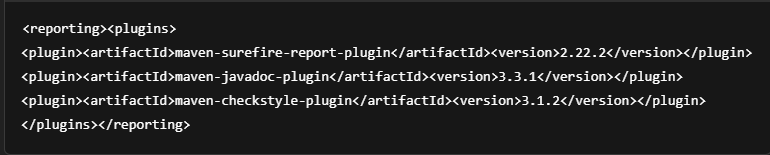 <reporting><plugins>
<plugin><artifactId>maven-surefire-report-plugin</artifactId><version>2.22.2</version></plugin>
<plugin><artifactId>maven-javadoc-plugin</artifactId><version>3.3.1</version></plugin>
<plugin><artifactId>maven-checkstyle-plugin</artifactId><version>3.1.2</version></plugin>
</plugins></reporting>